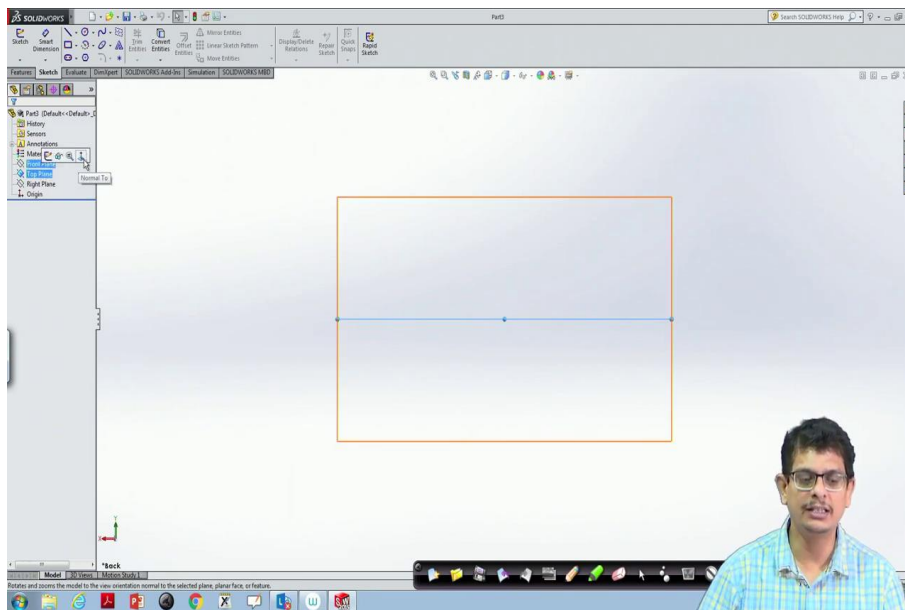 SOLIDWORKS
Part3
Search SOLIDWORKS Help
Sketch
Smart Dimension
Trim Entities
Convert Entities
Offset Entities
Mirror Entities
Linear Sketch Pattern
Move Entities
Display/Delete Relations
Repair Sketch
Quick Snaps
Rapid Sketch
Features Sketch Evaluate DimXpert SOLIDWORKS Add-Ins Simulation SOLIDWORKS MBD
Part3 (Default<<Default>_D
History
Sensors
Annotations
Mater
Front Plane
Top Plane
Normal To
Right Plane
Origin
Y
X
*Back
Model 3D Views Motion Study 1
Rotates and zooms the model to the view orientation normal to the selected plane, planar face, or feature.